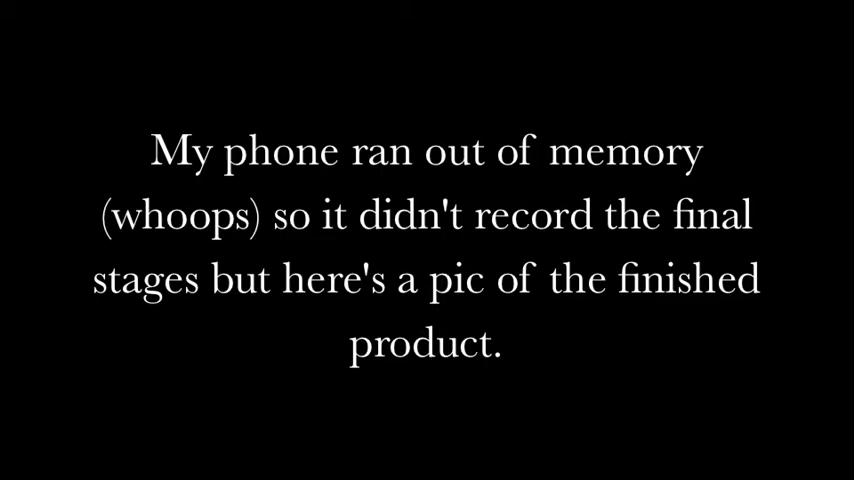 My phone ran out of memory
(whoops) so it didn't record the final
stages but here's a pic of the finished
product.